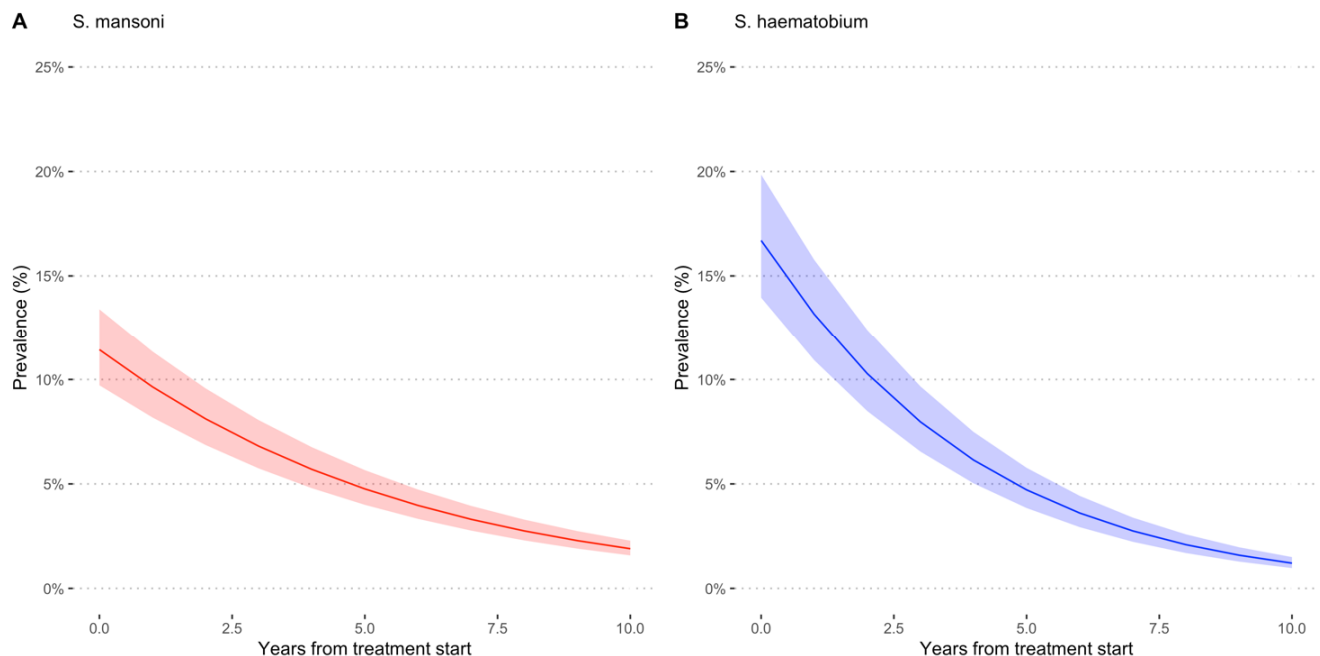 A S. mansoni
25%
20%
15%
10%
5%
0%
Prevalence (%)
0.0 2.5 5.0 7.5 10.0
Years from treatment start
B S. haematobium
25%
20%
15%
10%
5%
0%
Prevalence (%)
0.0 2.5 5.0 7.5 10.0
Years from treatment start